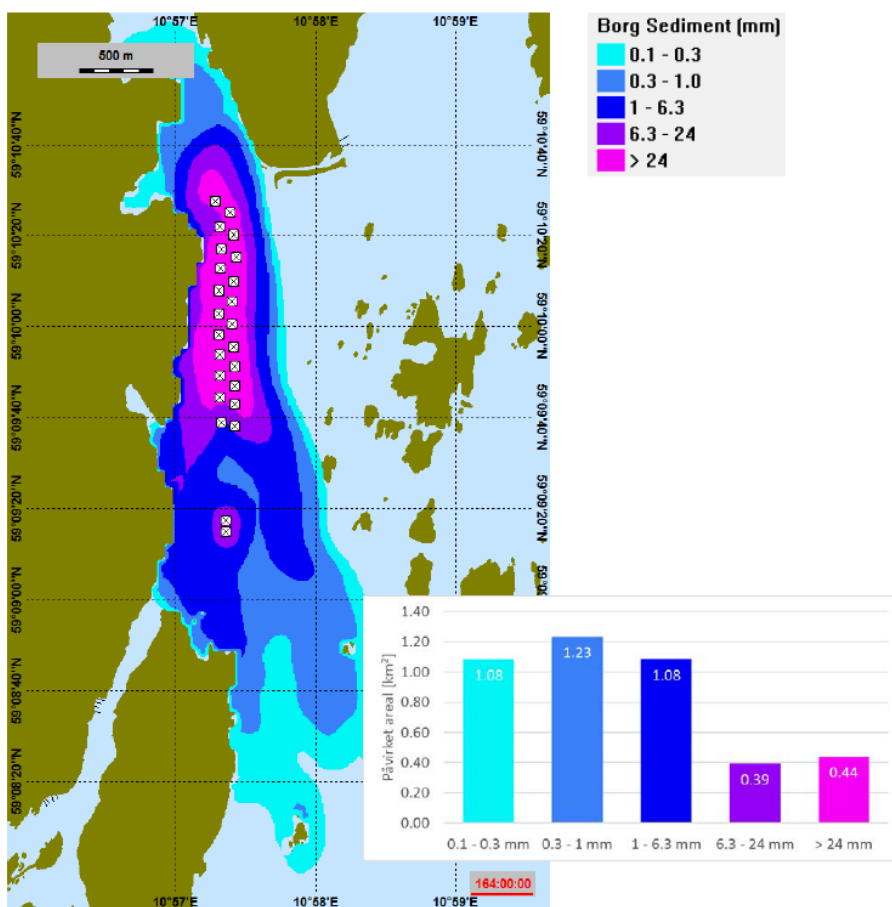 10°57'E 10°58'E 10°59'E
500 m
Borg Sediment (mm)
0.1 - 0.3
0.3 - 1.0
1 - 6.3
6.3 - 24
> 24
59°10'40"N 59°10'40"N
59°10'20"N 59°10'20"N
59°10'00"N 59°10'00"N
59°09'40"N 59°09'40"N
59°09'20"N 59°09'20"N
59°09'00"N 59°0
59°08'40"N
59°08'20"N
164:00:00
10°57'E 10°58'E 10°59'E
Påvirket areal [km²]
1.40
1.20
1.00
0.80
0.60
0.40
0.20
0.00
1.08 1.23 1.08 0.39 0.44
0.1 - 0.3 mm 0.3 - 1 mm 1 - 6.3 mm 6.3 - 24 mm > 24 mm